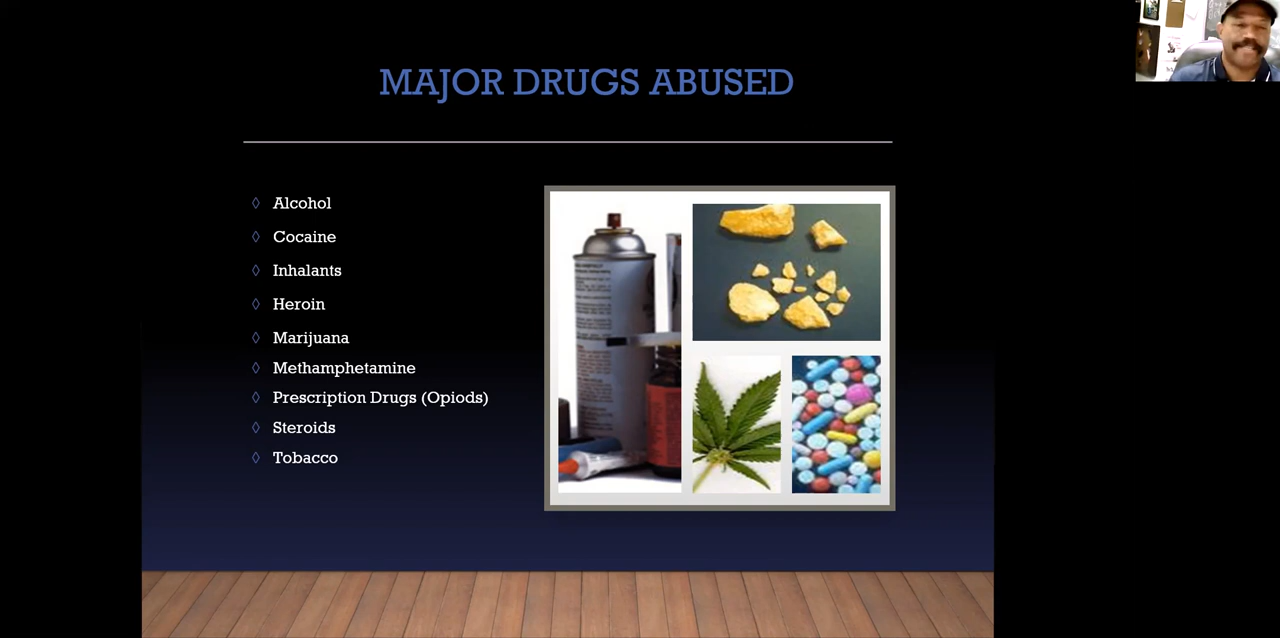 MAJOR DRUGS ABUSED
Alcohol
Cocaine
Inhalants
Heroin
Marijuana
Methamphetamine
Prescription Drugs (Opiods)
Steroids
Tobacco